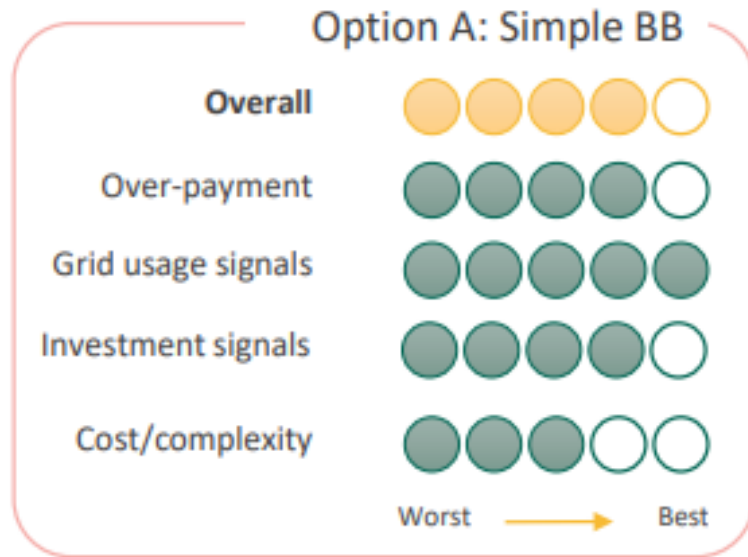 Option A: Simple BB
Overall
Over-payment
Grid usage signals
Investment signals
Cost/complexity
Worst Best